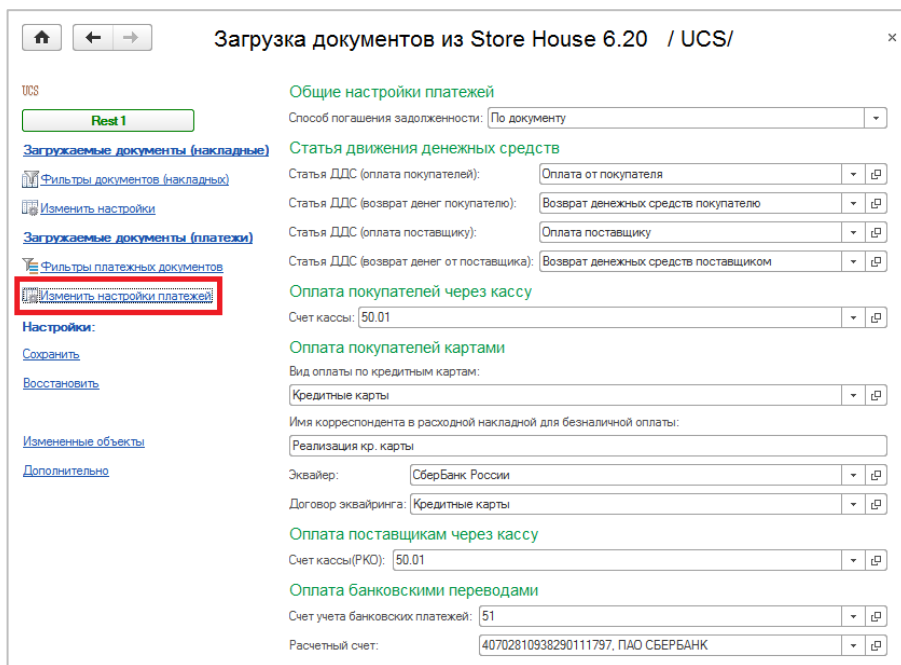 Загрузка документов из Store House 6.20 / UCS/
UCS
Rest1
Загружаемые документы (накладные)
Фильтры документов (накладных)
Изменить настройки
Загружаемые документы (платежи)
Фильтры платежных документов
Изменить настройки платежей
Настройки:
Сохранить
Восстановить
Измененные объекты
Дополнительно
Общие настройки платежей
Способ погашения задолженности: По документу
Статья движения денежных средств
Статья ДДС (оплата покупателей): Оплата от покупателя
Статья ДДС (возврат денег покупателю): Возврат денежных средств покупателю
Статья ДДС (оплата поставщику): Оплата поставщику
Статья ДДС (возврат денег от поставщика): Возврат денежных средств поставщиком
Оплата покупателей через кассу
Счет кассы: 50.01
Оплата покупателей картами
Вид оплаты по кредитным картам:
Кредитные карты
Имя корреспондента в расходной накладной для безналичной оплаты:
Реализация кр. карты
Эквайер: СберБанк России
Договор эквайринга: Кредитные карты
Оплата поставщикам через кассу
Счет кассы(РКО): 50.01
Оплата банковскими переводами
Счет учета банковских платежей: 51
Расчетный счет: 40702810938290111797, ПАО СБЕРБАНК